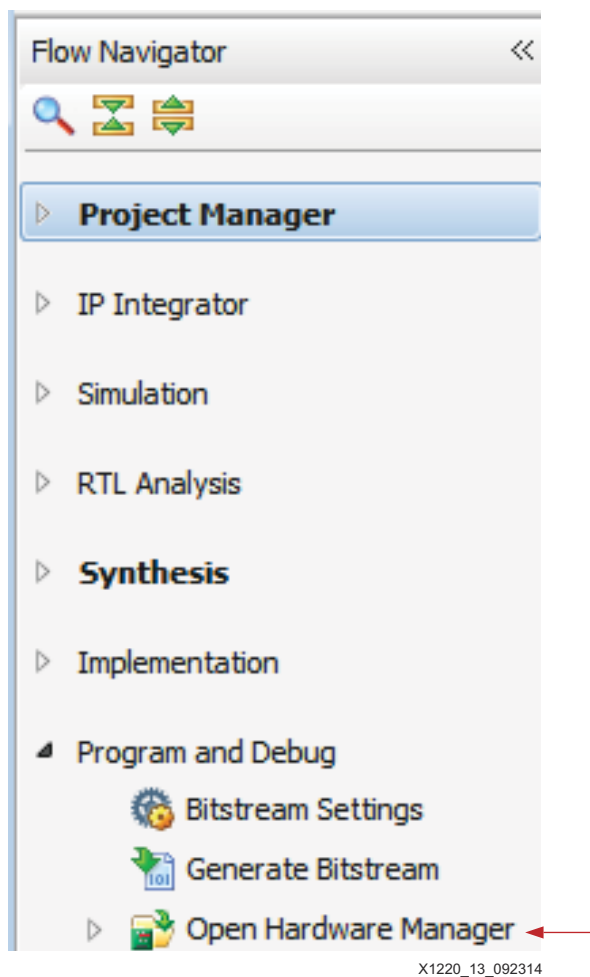 Flow Navigator «
Project Manager
IP Integrator
Simulation
RTL Analysis
Synthesis
Implementation
Program and Debug
Bitstream Settings
101
Generate Bitstream
Open Hardware Manager
X1220_13_092314